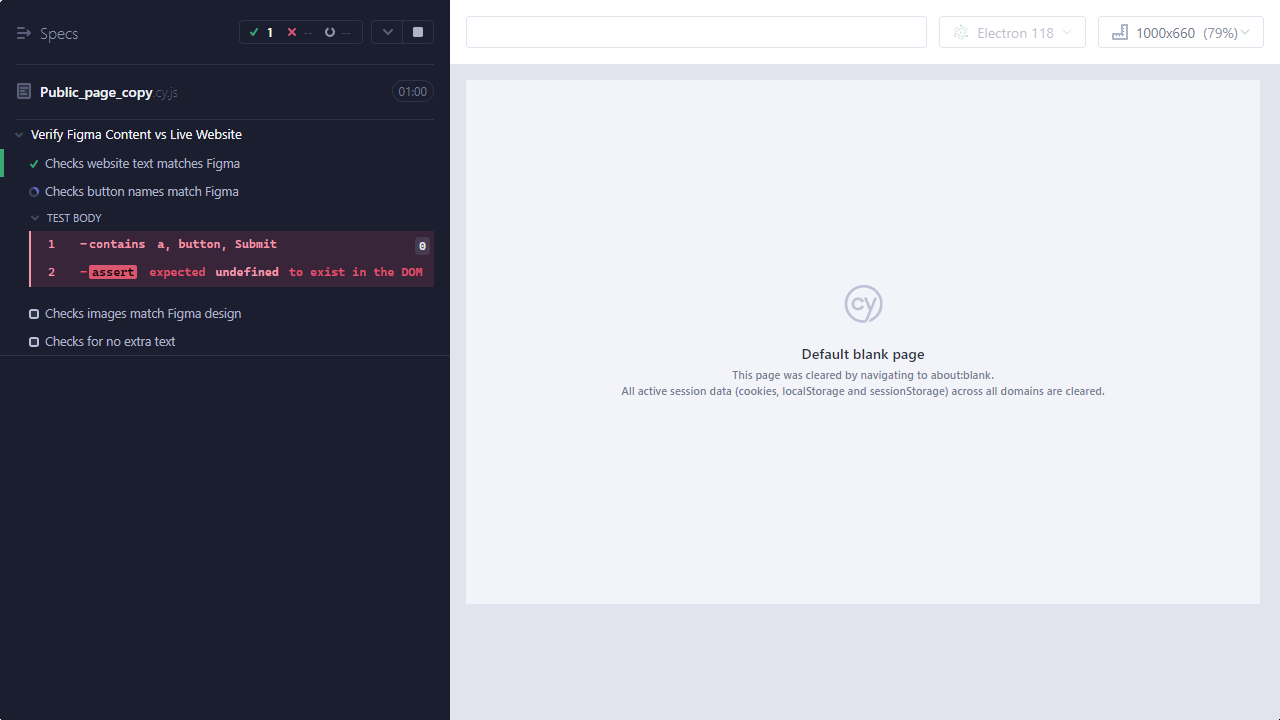 Specs
1 -- --
Public_page_copy.cy.js 01:00
Verify Figma Content vs Live Website
Checks website text matches Figma
Checks button names match Figma
TEST BODY
1 -contains a, button, Submit 0
2 -assert expected undefined to exist in the DOM
Checks images match Figma design
Checks for no extra text
Electron 118
1000x660 (79%)
cy
Default blank page
This page was cleared by navigating to about:blank.
All active session data (cookies, localStorage and sessionStorage) across all domains are cleared.